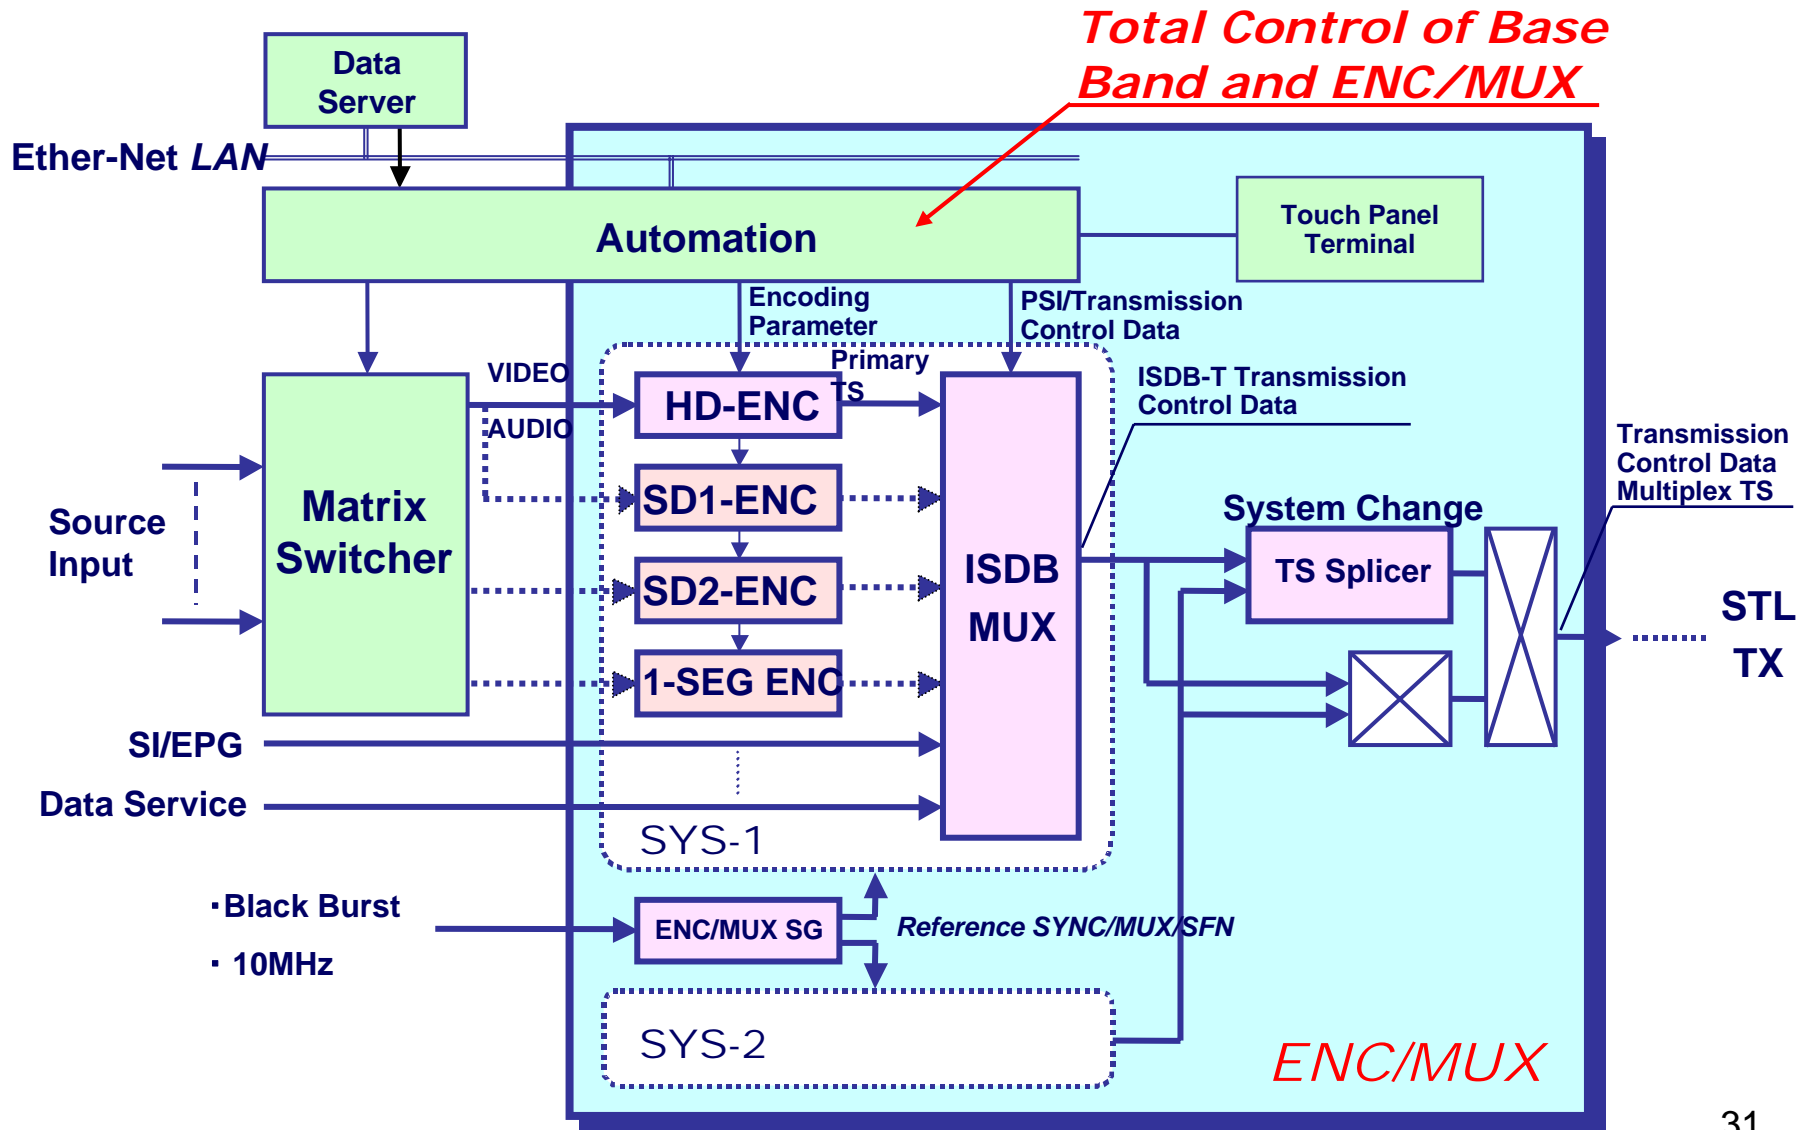 Total Control of Base
Band and ENC/MUX
Data
Server
Ether-Net LAN
Automation
Touch Panel
Terminal
Encoding
Parameter
PSI/Transmission
Control Data
Primary
TS
VIDEO
AUDIO
HD-ENC
ISDB-T Transmission
Control Data
Transmission
Control Data
Multiplex TS
Source
Input
Matrix
Switcher
SD1-ENC
SD2-ENC
1-SEG ENC
ISDB
MUX
System Change
TS Splicer
STL
TX
SI/EPG
Data Service
SYS-1
・Black Burst
・10MHz
ENC/MUX SG
Reference SYNC/MUX/SFN
SYS-2
ENC/MUX
31